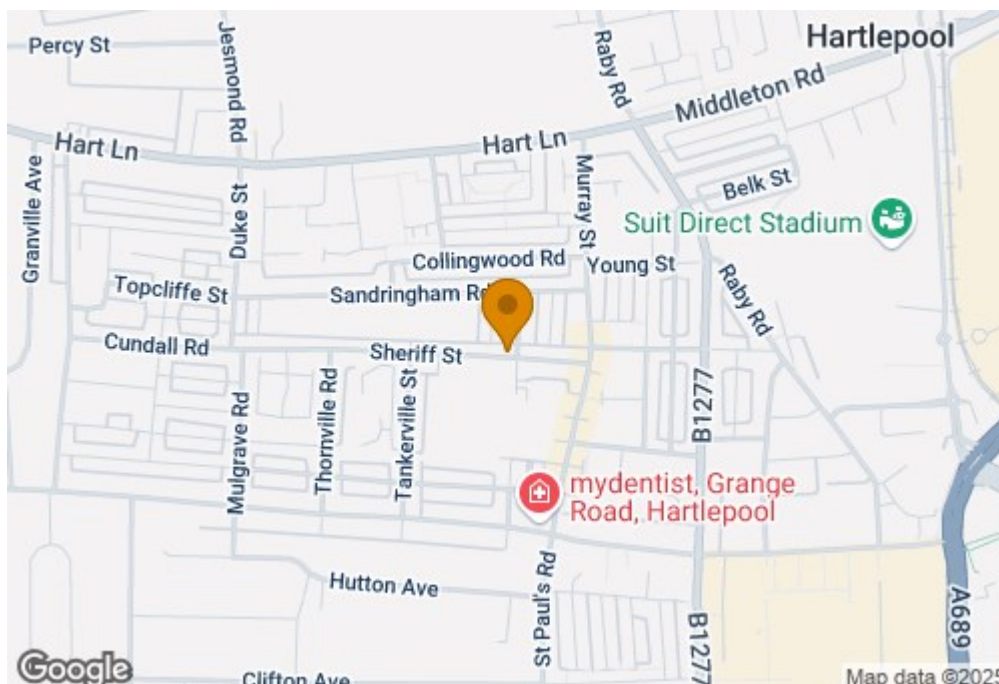 Hartlepool
Percy St
Jesmond Rd
Raby Rd
Middleton Rd
Hart Ln
Hart Ln
Granville Ave
Duke St
Murray St
Belk St
Suit Direct Stadium
Collingwood Rd
Young St
Topcliffe St
Sandringham Rd
Raby Rd
Cundall Rd
Sheriff St
Mulgrave Rd
Thornville Rd
Tankerville St
B1277
mydentist, Grange
Road, Hartlepool
Hutton Ave
St Paul's Rd
B1277
A689
Google
Clifton Ave
Map data ©2025